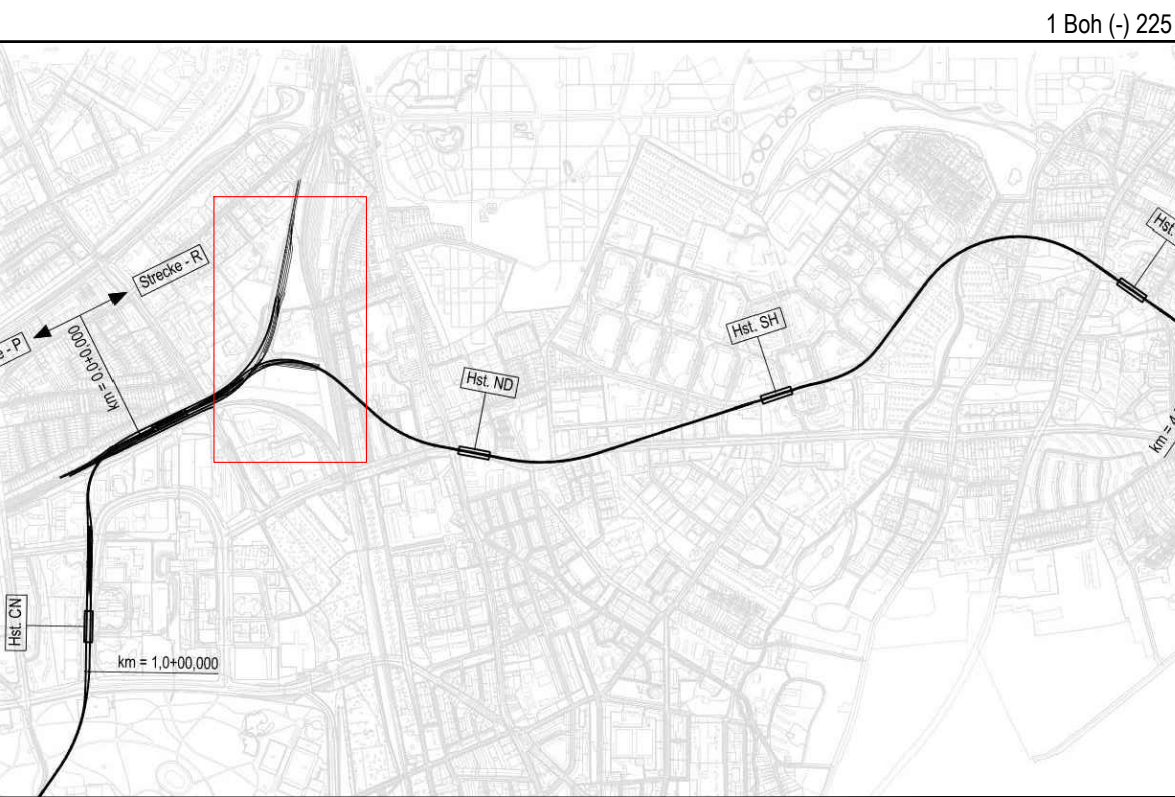 1 Boh (-) 225
Hst.
Strecke - R
e - P
km = 0,0+0,000
Hst. SH
Hst. ND
km = 4
Hst. CN
km = 1,0+00,000